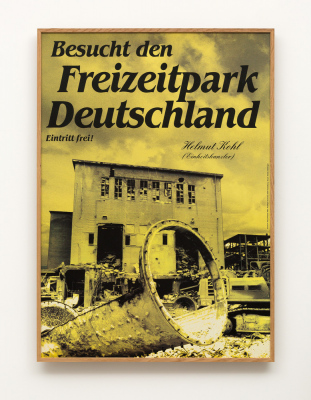 Besucht den
Freizeitpark
Deutschland
Eintritt frei!
Helmut Kohl
(Einheitskanzler)